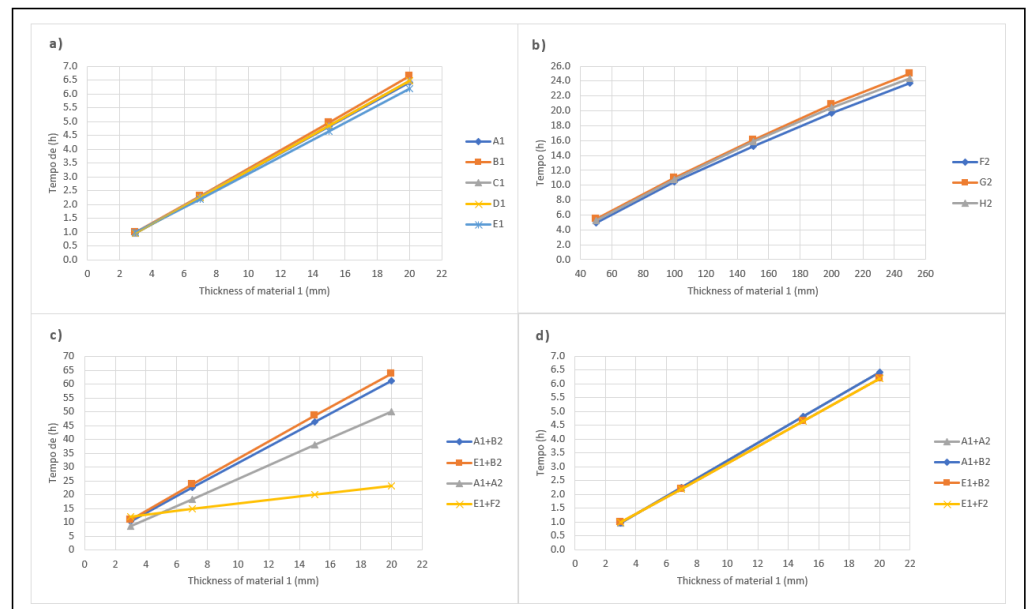 a)
Tempo de (h)
7.0
6.5
6.0
5.5
5.0
4.5
4.0
3.5
3.0
2.5
2.0
1.5
1.0
0.5
0.0
0 2 4 6 8 10 12 14 16 18 20 22
Thickness of material 1 (mm)
A1
B1
C1
D1
E1
b)
Tempo (h)
26.0
24.0
22.0
20.0
18.0
16.0
14.0
12.0
10.0
8.0
6.0
4.0
2.0
0.0
40 60 80 100 120 140 160 180 200 220 240 260
Thickness of material 1 (mm)
F2
G2
H2
c)
Tempo de (h)
70
65
60
55
50
45
40
35
30
25
20
15
10
5
0
0 2 4 6 8 10 12 14 16 18 20 22
Thickness of material 1 (mm)
A1+B2
E1+B2
A1+A2
E1+F2
d)
Tempo (h)
7.0
6.5
6.0
5.5
5.0
4.5
4.0
3.5
3.0
2.5
2.0
1.5
1.0
0.5
0.0
0 2 4 6 8 10 12 14 16 18 20 22
Thickness of material 1 (mm)
A1+A2
A1+B2
E1+B2
E1+F2